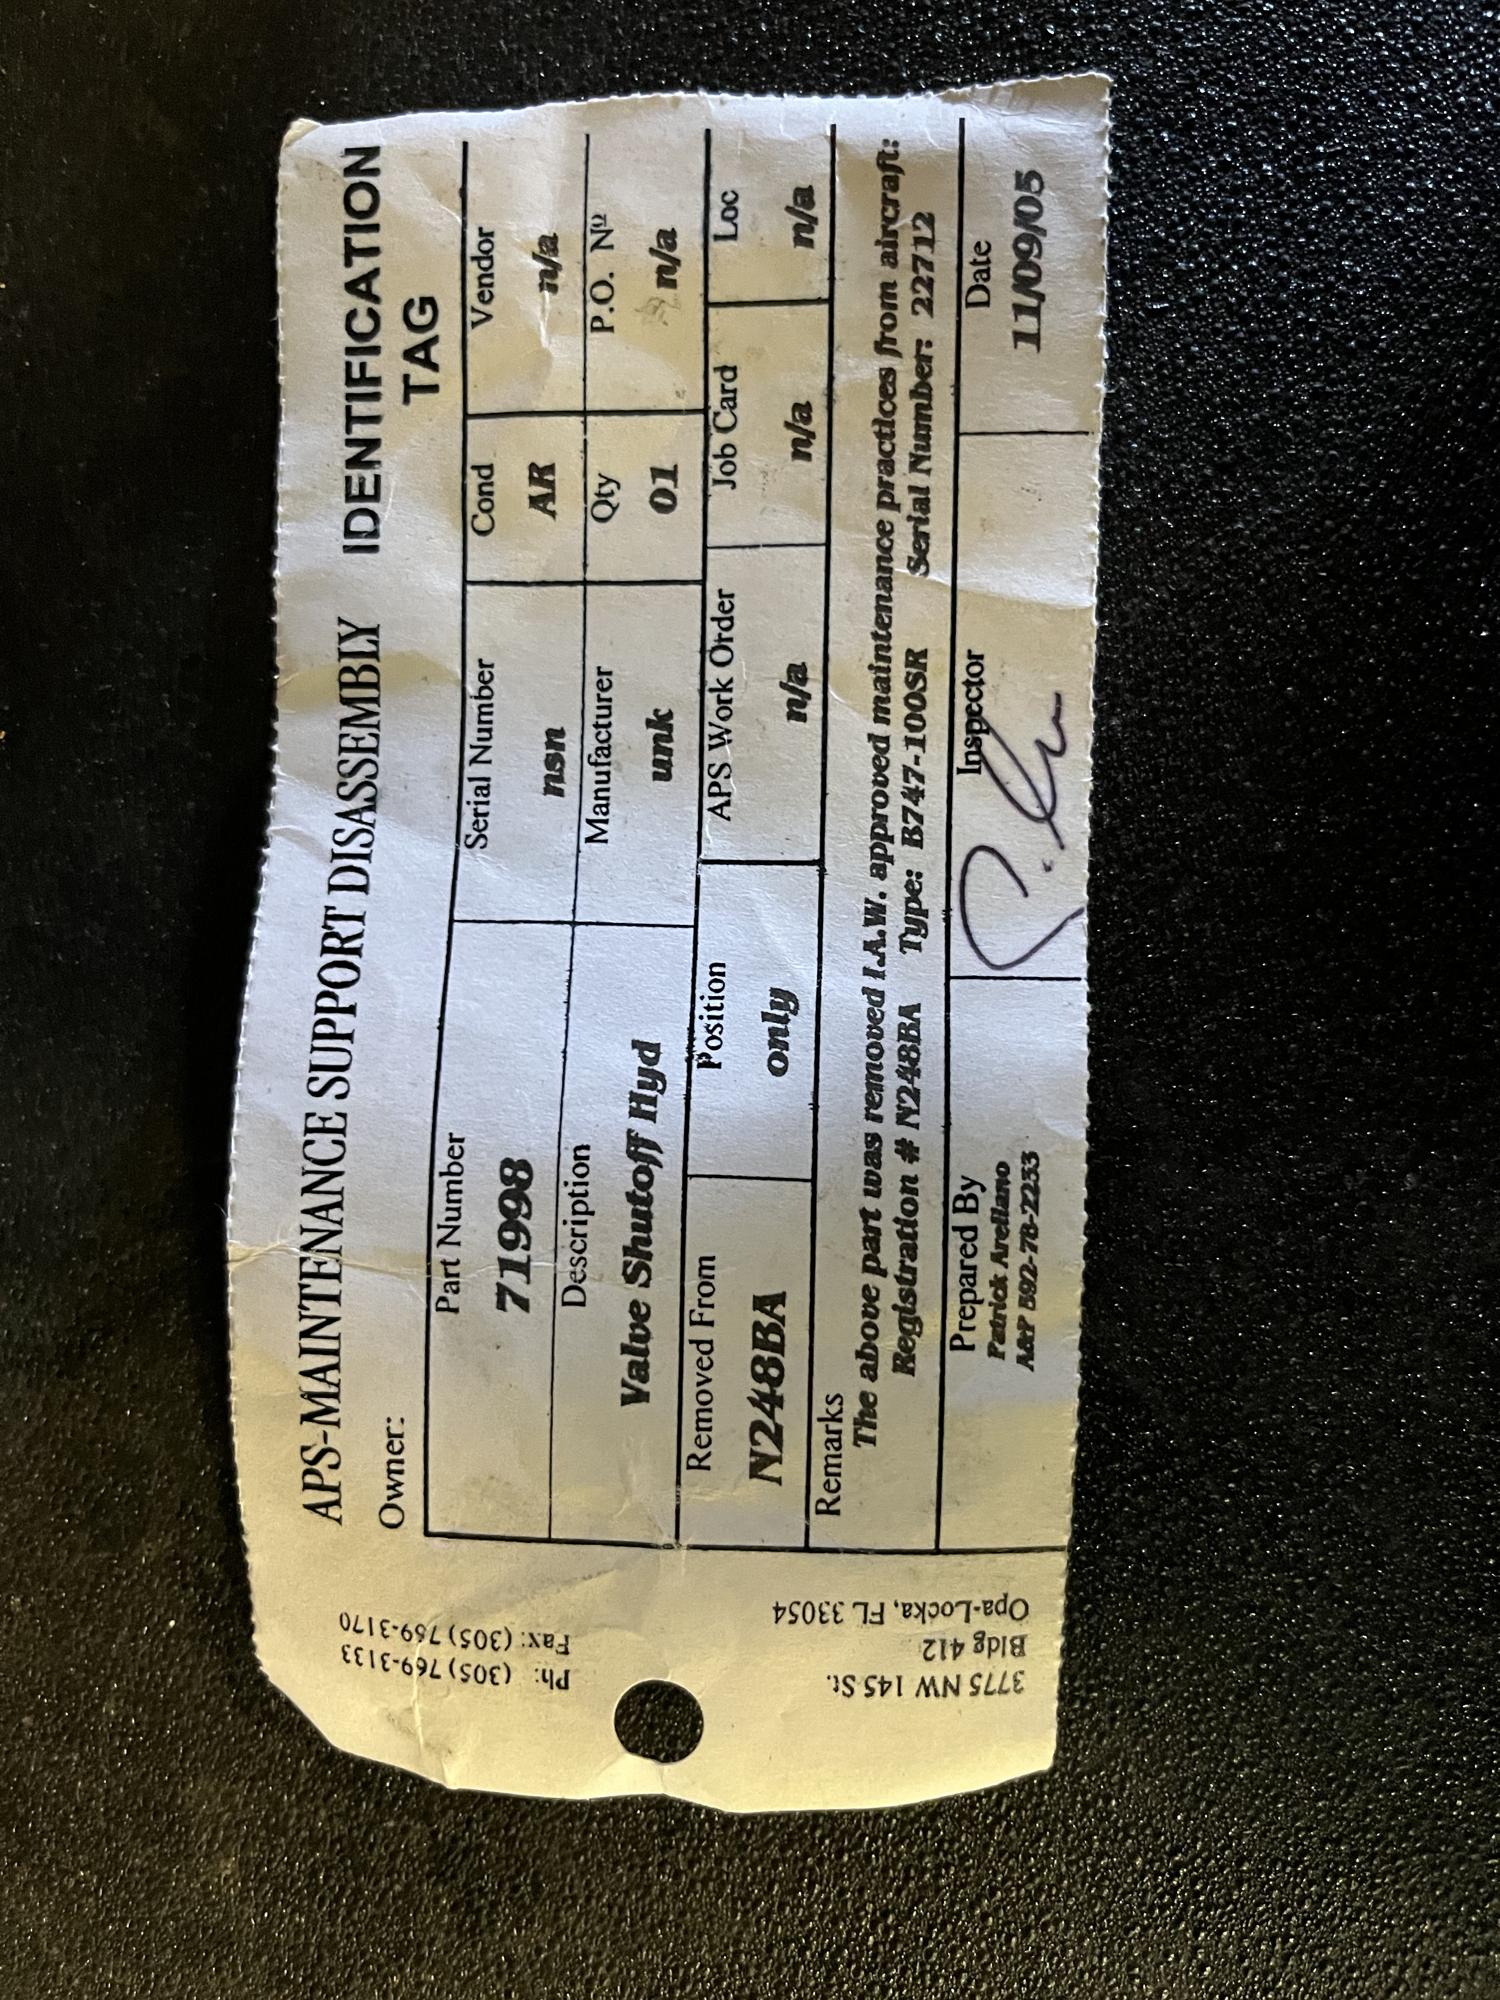 APS-MAINTENANCE SUPPORT DISASSEMBLY IDENTIFICATION
TAG
Owner:
Part Number Serial Number Cond Vendor
71998 nsn AR n/a
Description Manufacturer Qty P.O. Nº
Valve Shutoff Hyd unk 01 n/a
Removed From Position APS Work Order Job Card Loc
N248BA only n/a n/a n/a
Remarks
The above part was removed I.A.W. approved maintenance practices from aircraft:
Registration # N248BA Type: B747-100SR Serial Number: 22712
Prepared By Inspector Date
Patrick Arellano
A&P 592-78-2233
11/09/05
Ph: (305) 769-3133
Fax: (305) 769-3170
3775 NW 145 St.
Bldg 412
Opa-Locka, FL 33054